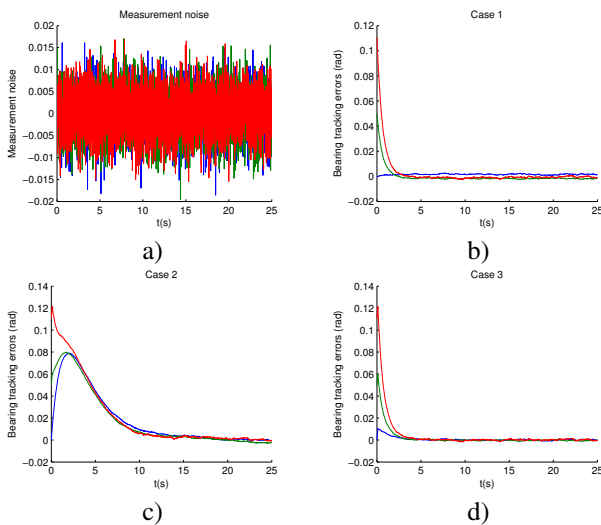 Measurement noise
Measurement noise
0.02
0.015
0.01
0.005
0
−0.005
−0.01
−0.015
−0.02
0 5 10 15 20 25
t(s)
a)
Case 1
Bearing tracking errors (rad)
0.12
0.1
0.08
0.06
0.04
0.02
0
−0.02
0 5 10 15 20 25
t(s)
b)
Case 2
Bearing tracking errors (rad)
0.14
0.12
0.1
0.08
0.06
0.04
0.02
0
−0.02
0 5 10 15 20 25
t(s)
c)
Case 3
Bearing tracking errors (rad)
0.14
0.12
0.1
0.08
0.06
0.04
0.02
0
−0.02
0 5 10 15 20 25
t(s)
d)